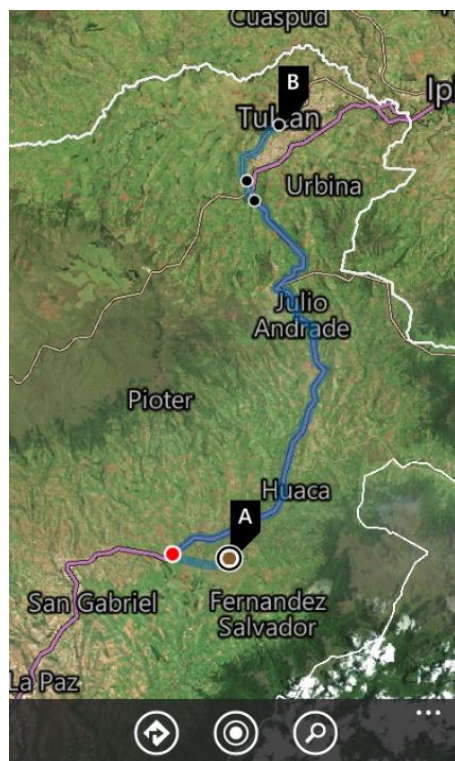 Cuaspud
B
Ipi
Tulcan
Urbina
Julio
Andrade
Pioter
Huaca
A
San Gabriel
Fernandez
Salvador
La Paz